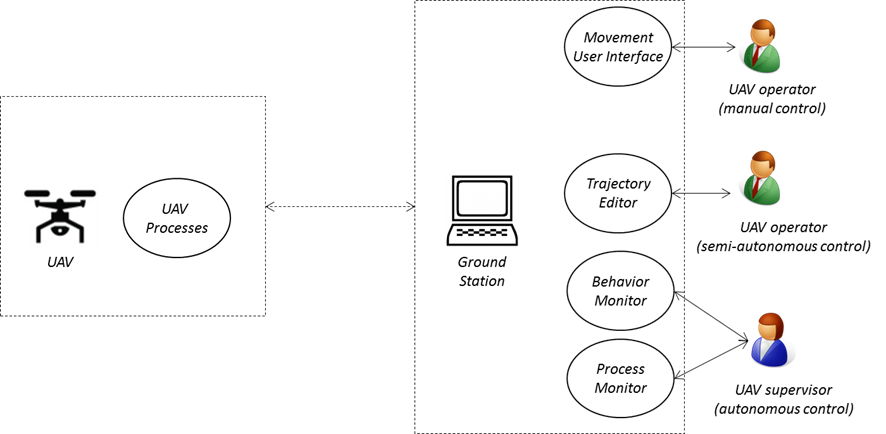 Movement
User Interface
UAV operator
(manual control)
UAV
UAV
Processes
Ground
Station
Trajectory
Editor
UAV operator
(semi-autonomous control)
Behavior
Monitor
Process
Monitor
UAV supervisor
(autonomous control)